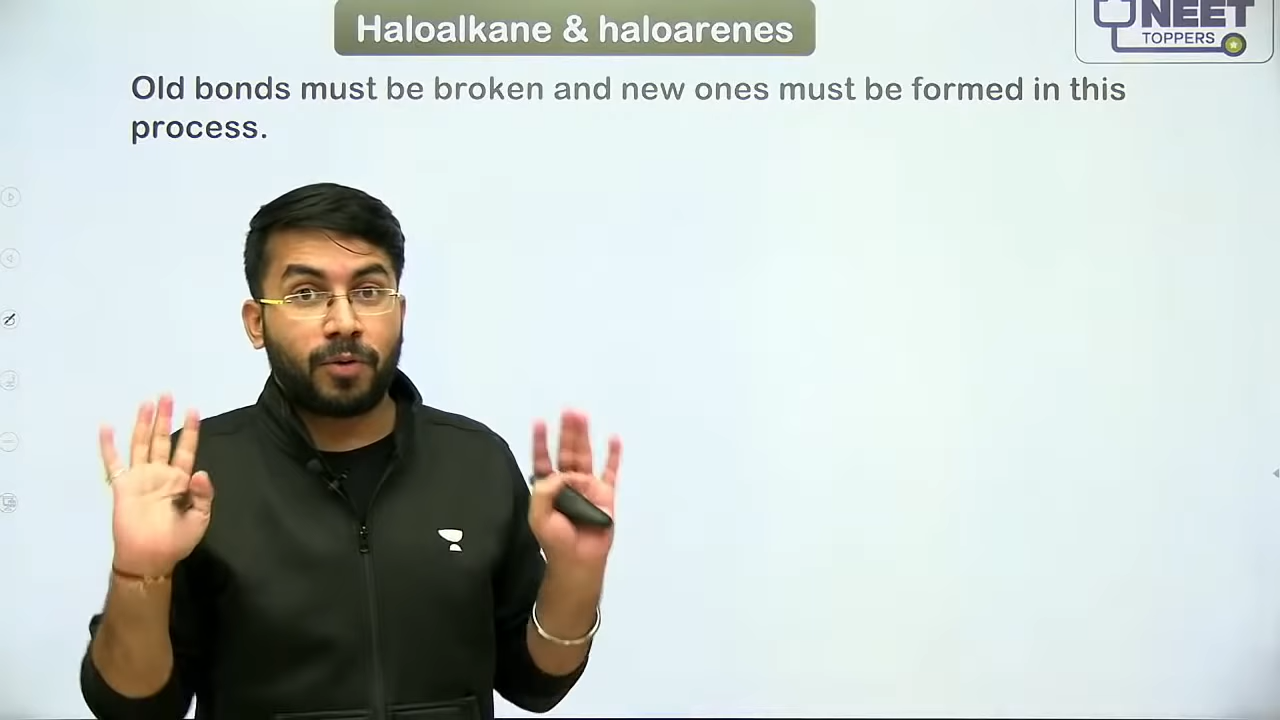 Haloalkane & haloarenes
NEET
TOPPERS
Old bonds must be broken and new ones must be formed in this
process.